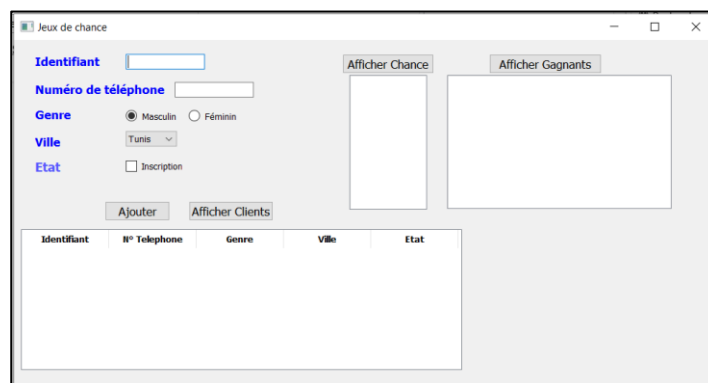 Jeux de chance
Identifiant
Afficher Chance
Afficher Gagnants
Numéro de téléphone
Genre
Masculin
Féminin
Ville
Tunis
Etat
Inscription
Ajouter
Afficher Clients
Identifiant
N° Telephone
Genre
Ville
Etat